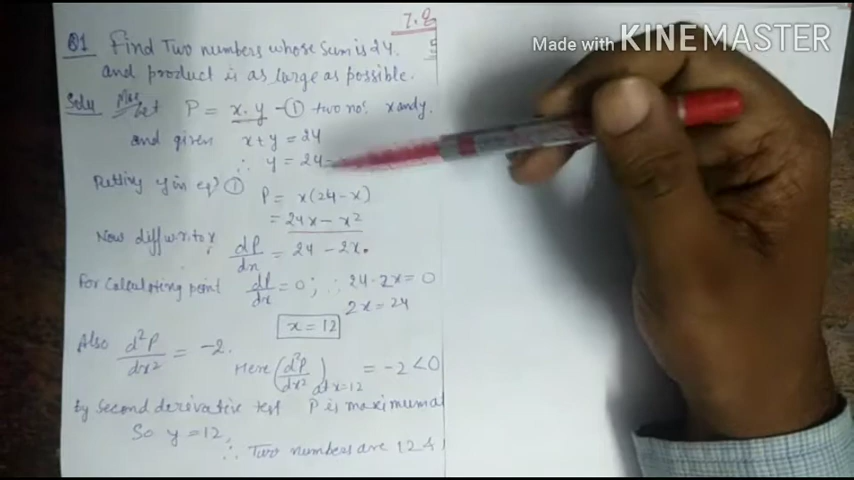 7.8
Made with KINEMASTER
Q1 Find Two numbers whose sum is 24.
and product is as large as possible.
Soln Let P = x.y —① two no's x and y.
and given x+y = 24
∴ y = 24-
Putting y in eqn ① P = x(24-x)
= 24x - x²
Now diff w.r.to x, dP/dx = 24 - 2x.
For Calculating point dP/dx = 0; ∴ 24-2x = 0
2x = 24
x = 12
Also d²P/dx² = -2. Here (d²P/dx²) at x=12 = -2 < 0
by second derivative test P is maximum a
So y = 12,
∴ Two numbers are 12 &